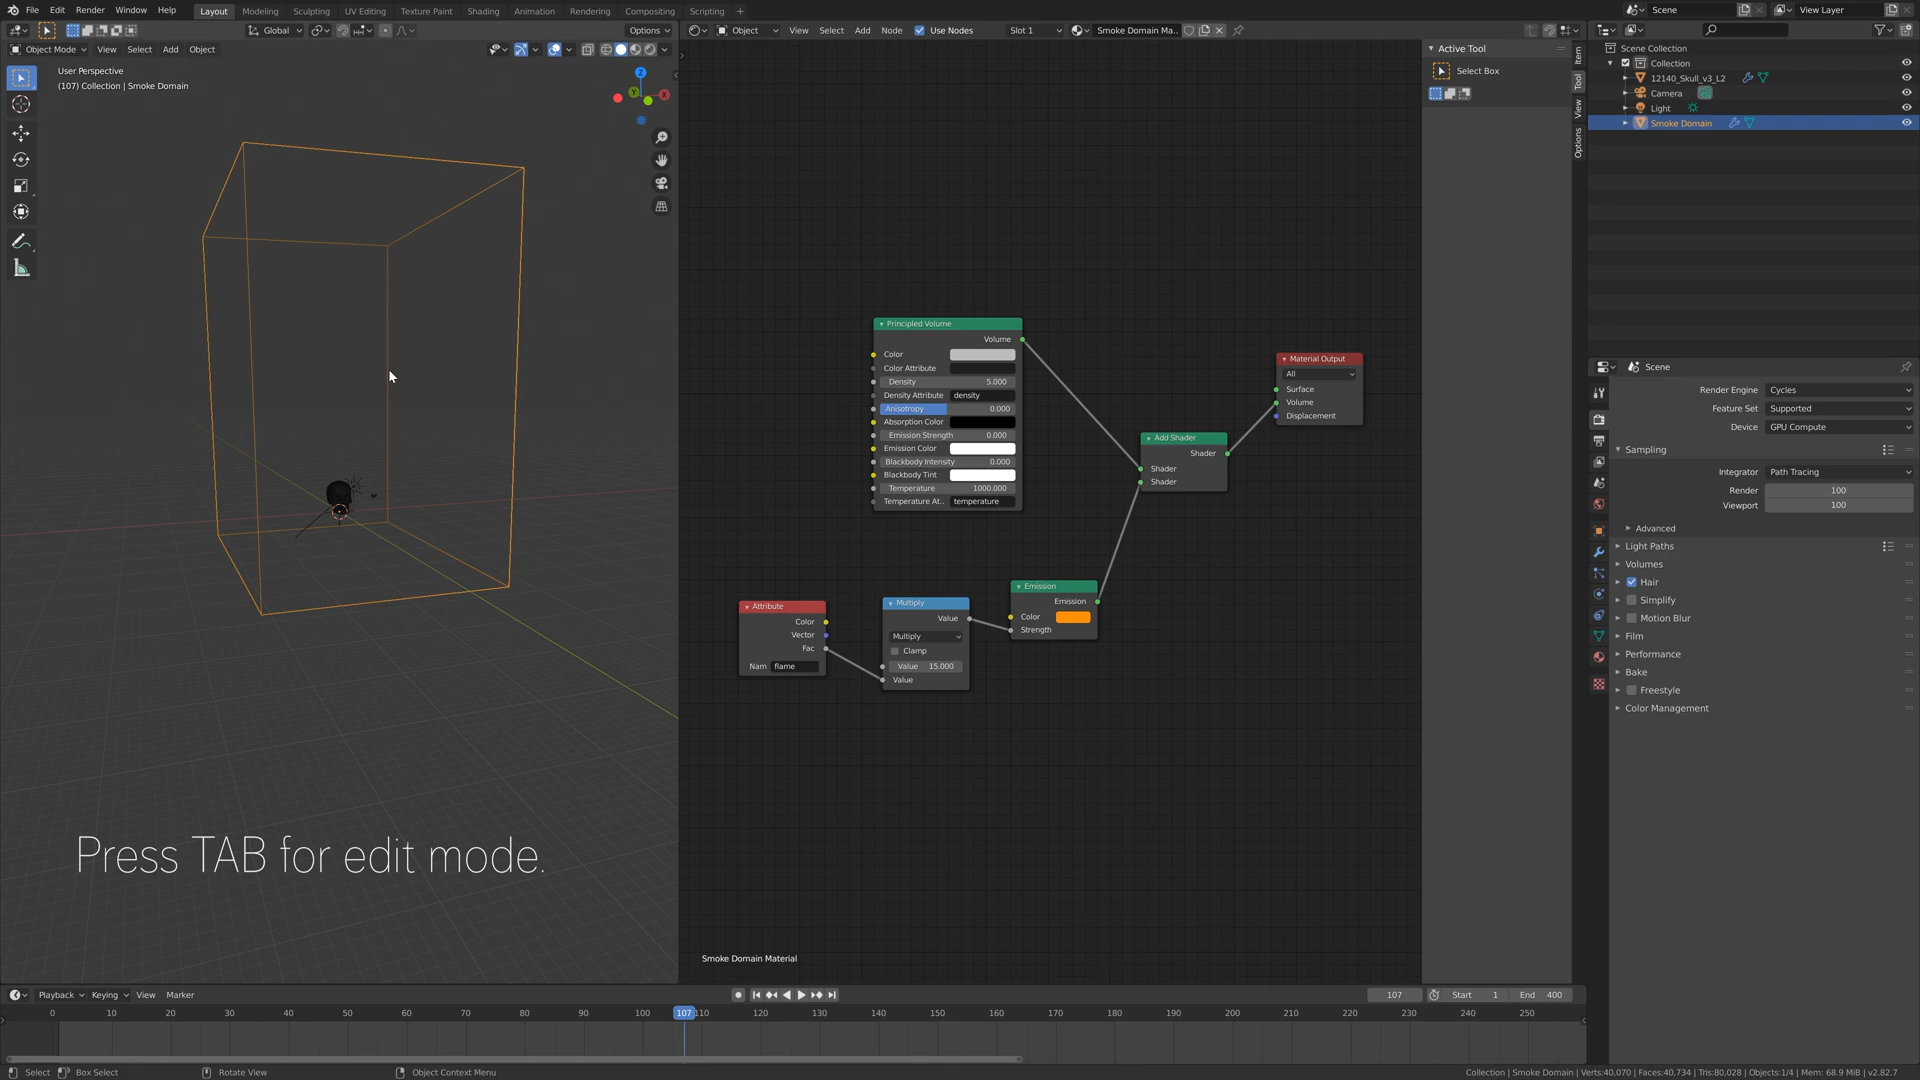 File Edit Render Window Help Layout Modeling Sculpting UV Editing Texture Paint Shading Animation Rendering Compositing Scripting +
Scene View Layer
Global Options
Object View Select Add Node Use Nodes Slot 1 Smoke Domain Ma...
Object Mode View Select Add Object
User Perspective
(107) Collection | Smoke Domain
Z
Y
X
Press TAB for edit mode.
Principled Volume
Volume
Color
Color Attribute
Density 5.000
Density Attribute density
Anisotropy 0.000
Absorption Color
Emission Strength 0.000
Emission Color
Blackbody Intensity 0.000
Blackbody Tint
Temperature 1000.000
Temperature At.. temperature
Material Output
All
Surface
Volume
Displacement
Add Shader
Shader
Shader
Shader
Emission
Emission
Color
Strength
Attribute
Color
Vector
Fac
Nam flame
Multiply
Value
Multiply
Clamp
Value 15.000
Value
Smoke Domain Material
Active Tool
Select Box
Item
Tool
View
Options
Scene Collection
Collection
12140_Skull_v3_L2
Camera
Light
Smoke Domain
Scene
Render Engine Cycles
Feature Set Supported
Device GPU Compute
Sampling
Integrator Path Tracing
Render 100
Viewport 100
Advanced
Light Paths
Volumes
Hair
Simplify
Motion Blur
Film
Performance
Bake
Freestyle
Color Management
Playback Keying View Marker 107 Start 1 End 400
0 10 20 30 40 50 60 70 80 90 100 107 110 120 130 140 150 160 170 180 190 200 210 220 230 240 250
Select Box Select Rotate View Object Context Menu Collection | Smoke Domain | Verts:40,070 | Faces:40,734 | Tris:80,028 | Objects:1/4 | Mem: 68.9 MiB | v2.82.7